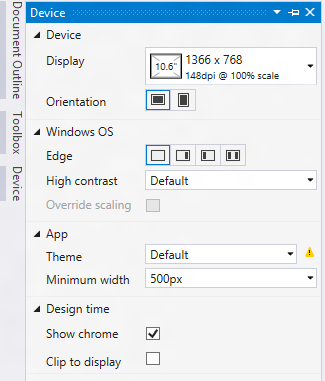 Document Outline
Toolbox
Device
Device
Device
Display
10.6"
1366 x 768
148dpi @ 100% scale
Orientation
Windows OS
Edge
High contrast
Default
Override scaling
App
Theme
Default
Minimum width
500px
Design time
Show chrome
Clip to display